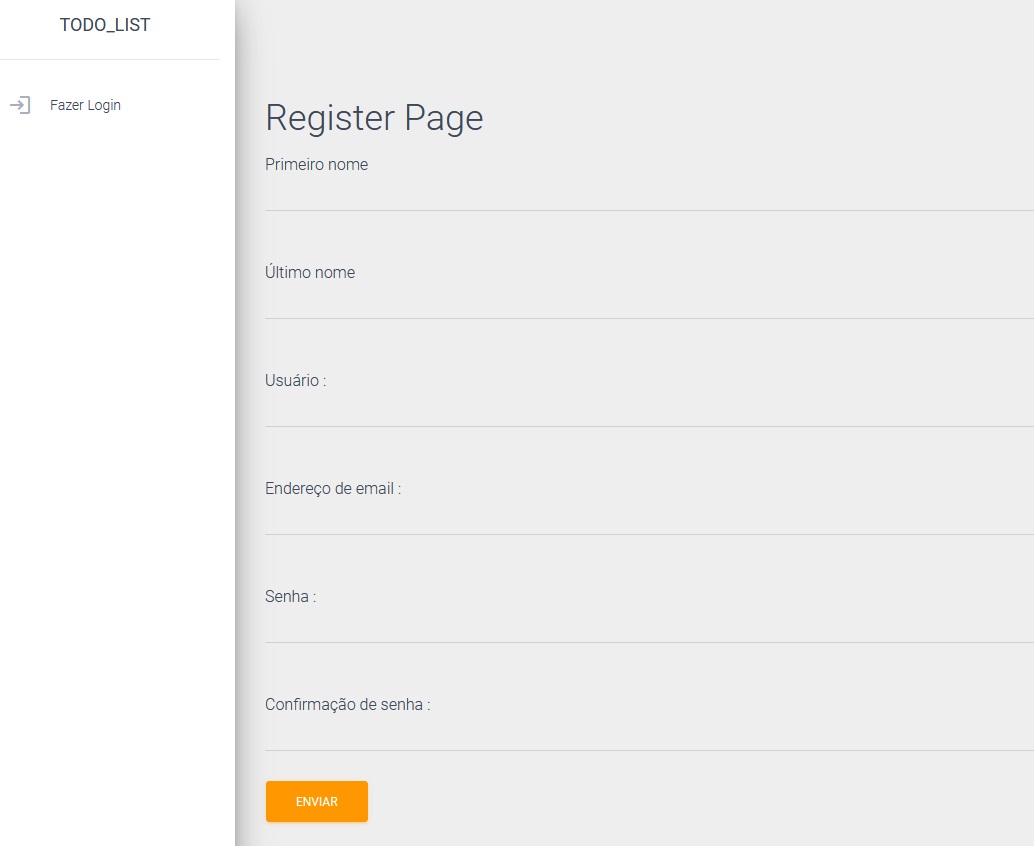 TODO_LIST
Fazer Login
Register Page
Primeiro nome
Último nome
Usuário :
Endereço de email :
Senha :
Confirmação de senha :
ENVIAR